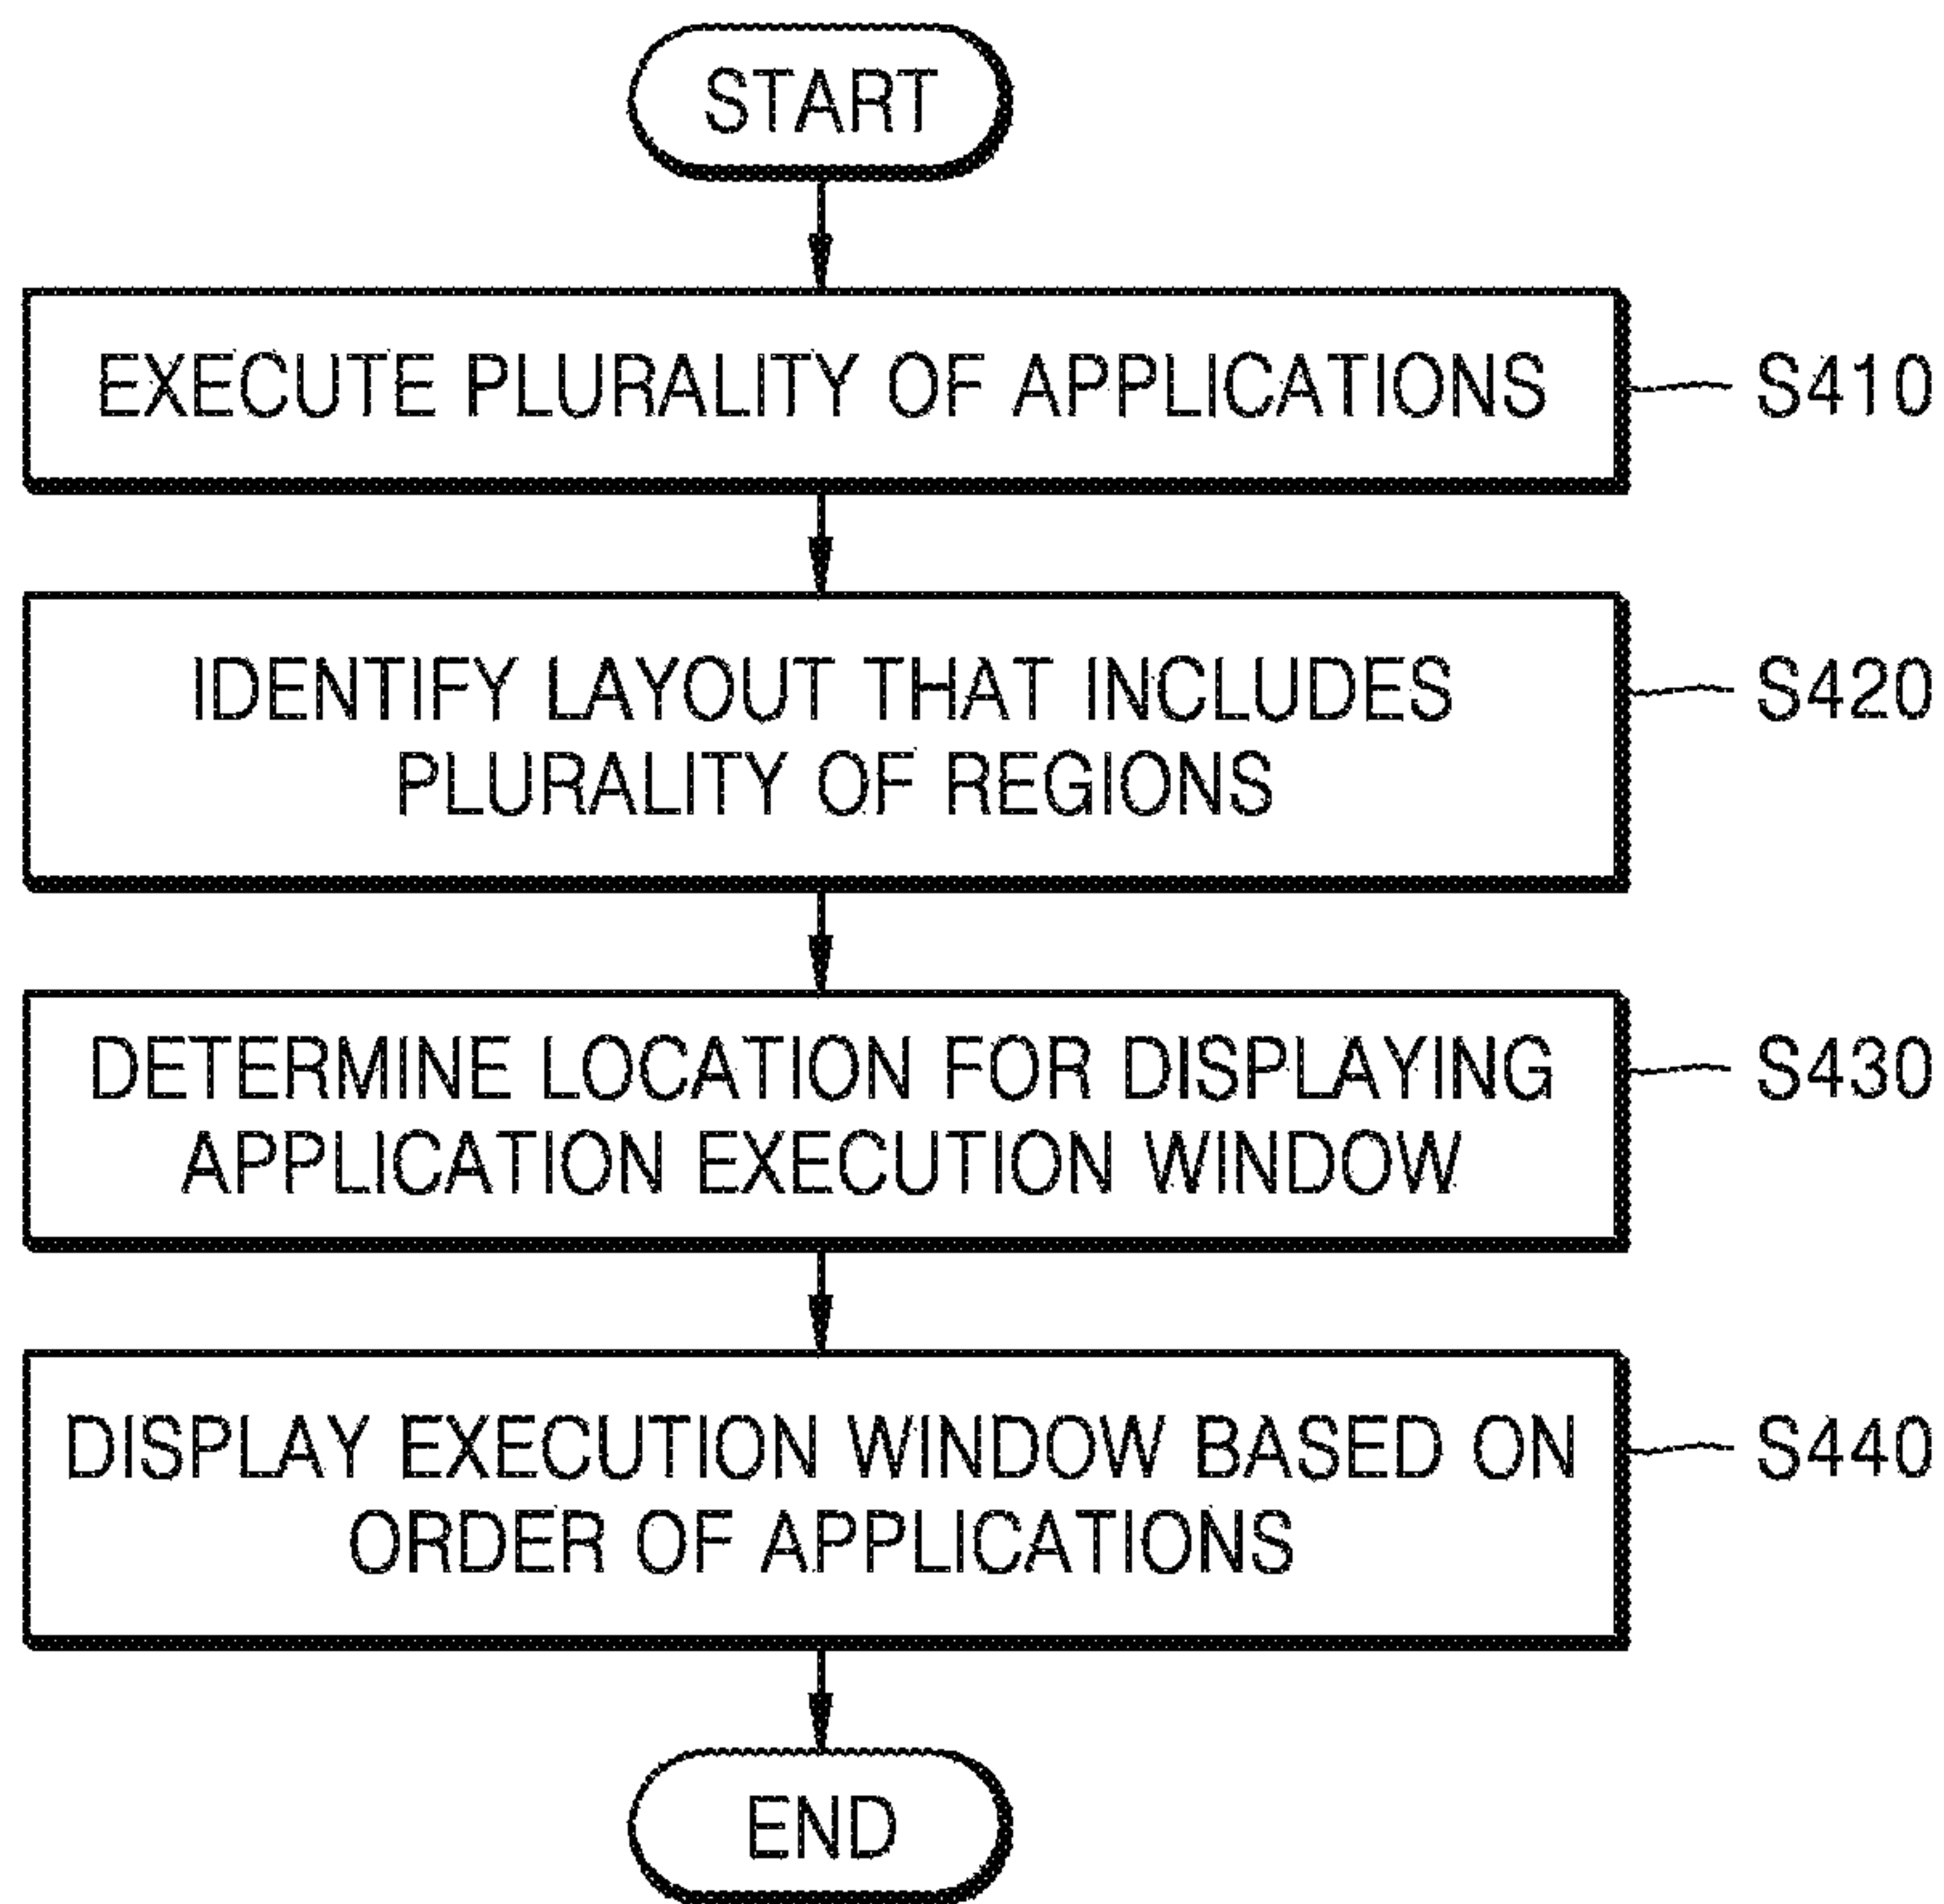 START
EXECUTE PLURALITY OF APPLICATIONS
S410
IDENTIFY LAYOUT THAT INCLUDES
PLURALITY OF REGIONS
S420
DETERMINE LOCATION FOR DISPLAYING
APPLICATION EXECUTION WINDOW
S430
DISPLAY EXECUTION WINDOW BASED ON
ORDER OF APPLICATIONS
S440
END